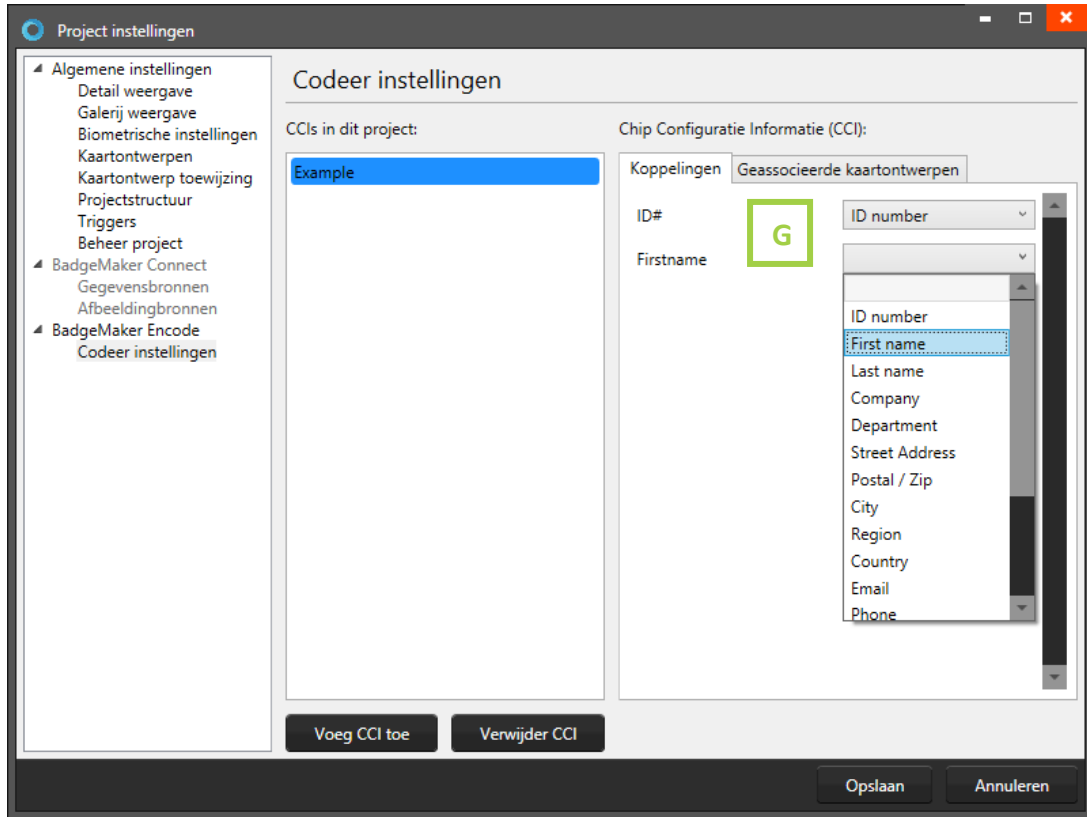 Project instellingen
Algemene instellingen
Detail weergave
Galerij weergave
Biometrische instellingen
Kaartontwerpen
Kaartontwerp toewijzing
Projectstructuur
Triggers
Beheer project
BadgeMaker Connect
Gegevensbronnen
Afbeeldingbronnen
BadgeMaker Encode
Codeer instellingen
Codeer instellingen
CCIs in dit project:
Example
Voeg CCI toe
Verwijder CCI
Chip Configuratie Informatie (CCI):
Koppelingen
Geassocieerde kaartontwerpen
ID#
G
ID number
Firstname
ID number
First name
Last name
Company
Department
Street Address
Postal / Zip
City
Region
Country
Email
Phone
Opslaan
Annuleren